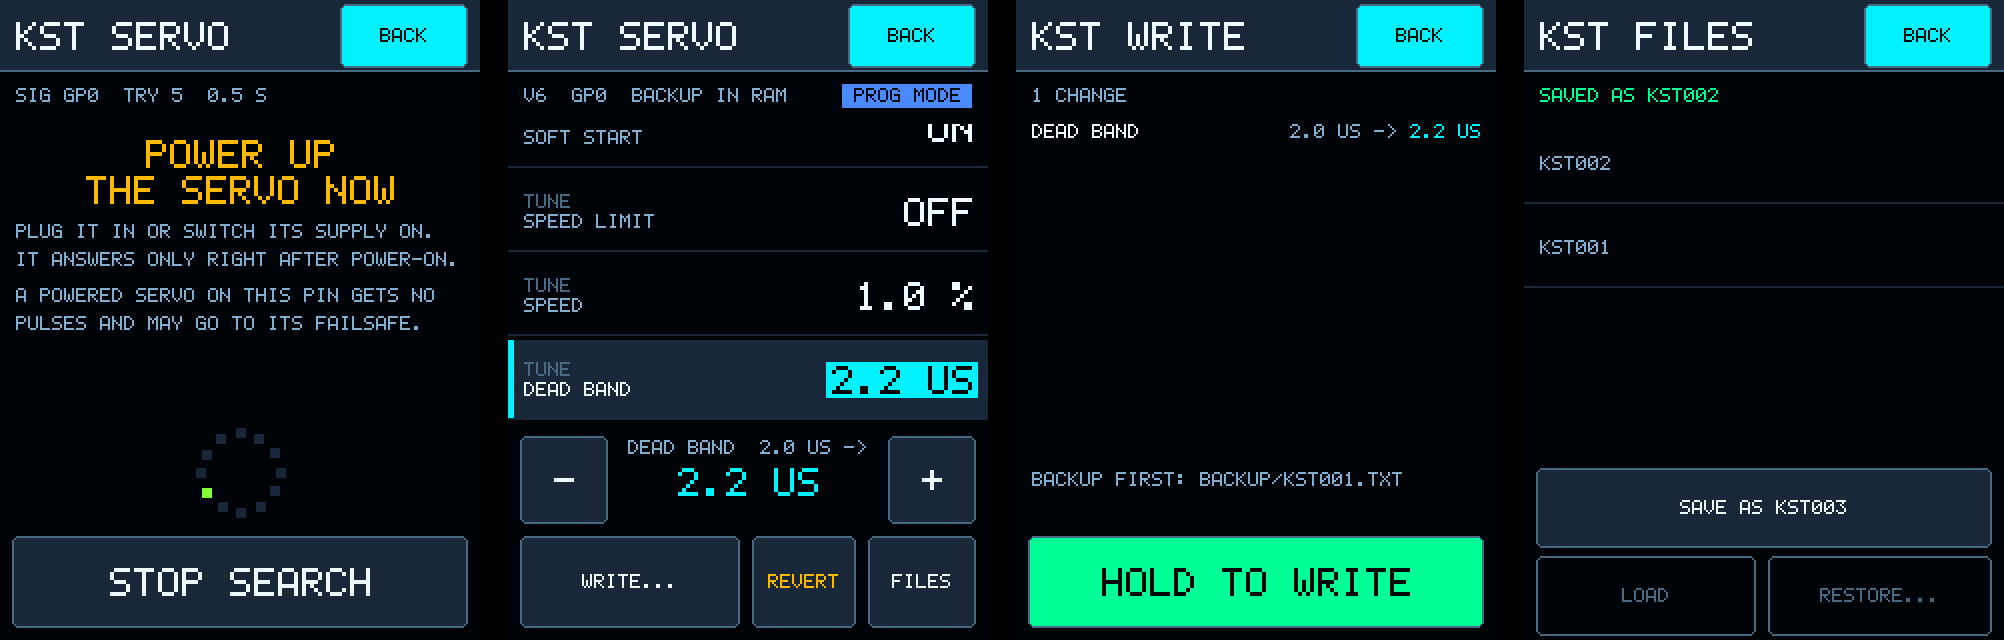 KST SERVO
BACK
SIG GP0 TRY 5 0.5 S
POWER UP
THE SERVO NOW
PLUG IT IN OR SWITCH ITS SUPPLY ON.
IT ANSWERS ONLY RIGHT AFTER POWER-ON.
A POWERED SERVO ON THIS PIN GETS NO
PULSES AND MAY GO TO ITS FAILSAFE.
STOP SEARCH
KST SERVO
BACK
V6 GP0 BACKUP IN RAM PROG MODE
SOFT START ON
TUNE
SPEED LIMIT OFF
TUNE
SPEED 1.0 %
TUNE
DEAD BAND 2.2 US
- DEAD BAND 2.0 US -> +
2.2 US
WRITE... REVERT FILES
KST WRITE
BACK
1 CHANGE
DEAD BAND 2.0 US -> 2.2 US
BACKUP FIRST: BACKUP/KST001.TXT
HOLD TO WRITE
KST FILES
BACK
SAVED AS KST002
KST002
KST001
SAVE AS KST003
LOAD RESTORE...